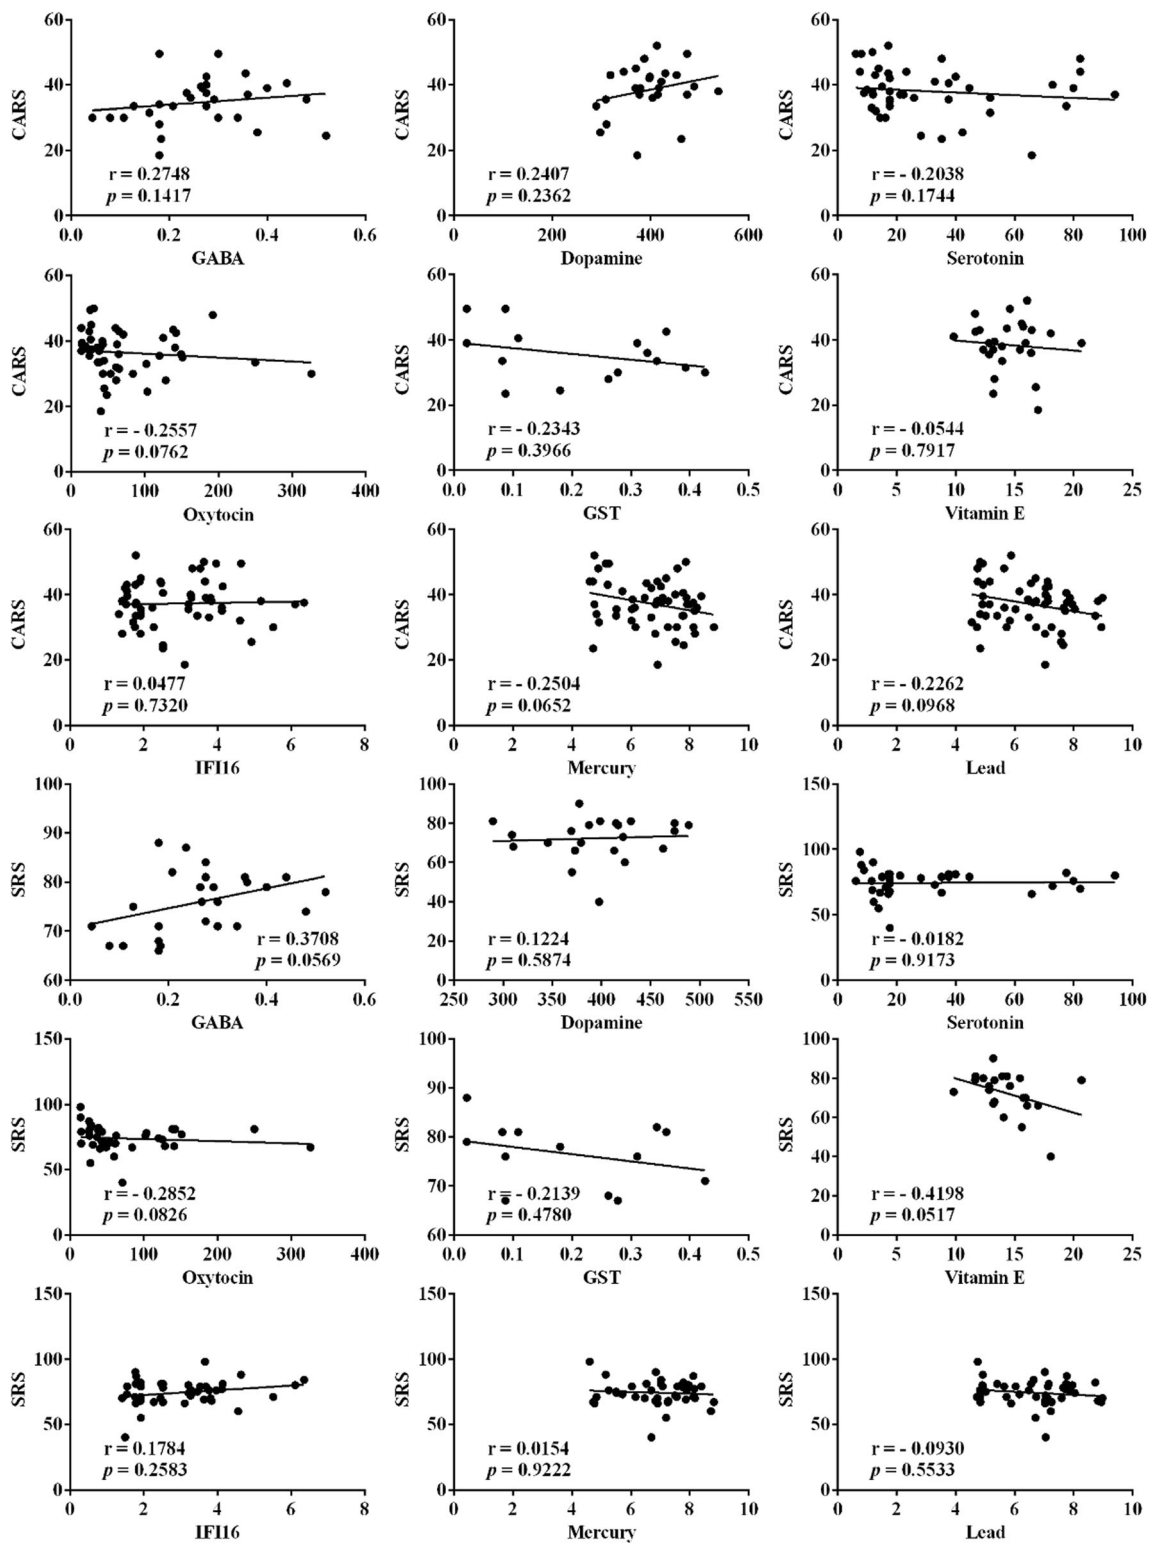 60
40
20
0
CARS
r = 0.2748
p = 0.1417
0.0 0.2 0.4 0.6
GABA
60
40
20
0
CARS
r = 0.2407
p = 0.2362
0 200 400 600
Dopamine
60
40
20
0
CARS
r = - 0.2038
p = 0.1744
0 20 40 60 80 100
Serotonin
60
40
20
0
CARS
r = - 0.2557
p = 0.0762
0 100 200 300 400
Oxytocin
60
40
20
0
CARS
r = - 0.2343
p = 0.3966
0.0 0.1 0.2 0.3 0.4 0.5
GST
60
40
20
0
CARS
r = - 0.0544
p = 0.7917
0 5 10 15 20 25
Vitamin E
60
40
20
0
CARS
r = 0.0477
p = 0.7320
0 2 4 6 8
IFI16
60
40
20
0
CARS
r = - 0.2504
p = 0.0652
0 2 4 6 8 10
Mercury
60
40
20
0
CARS
r = - 0.2262
p = 0.0968
0 2 4 6 8 10
Lead
100
90
80
70
60
SRS
r = 0.3708
p = 0.0569
0.0 0.2 0.4 0.6
GABA
100
80
60
40
20
0
SRS
r = 0.1224
p = 0.5874
250 300 350 400 450 500 550
Dopamine
150
100
50
0
SRS
r = - 0.0182
p = 0.9173
0 20 40 60 80 100
Serotonin
150
100
50
0
SRS
r = - 0.2852
p = 0.0826
0 100 200 300 400
Oxytocin
100
90
80
70
60
SRS
r = - 0.2139
p = 0.4780
0.0 0.1 0.2 0.3 0.4 0.5
GST
100
80
60
40
20
0
SRS
r = - 0.4198
p = 0.0517
0 5 10 15 20 25
Vitamin E
150
100
50
0
SRS
r = 0.1784
p = 0.2583
0 2 4 6 8
IFI16
150
100
50
0
SRS
r = 0.0154
p = 0.9222
0 2 4 6 8 10
Mercury
150
100
50
0
SRS
r = - 0.0930
p = 0.5533
0 2 4 6 8 10
Lead